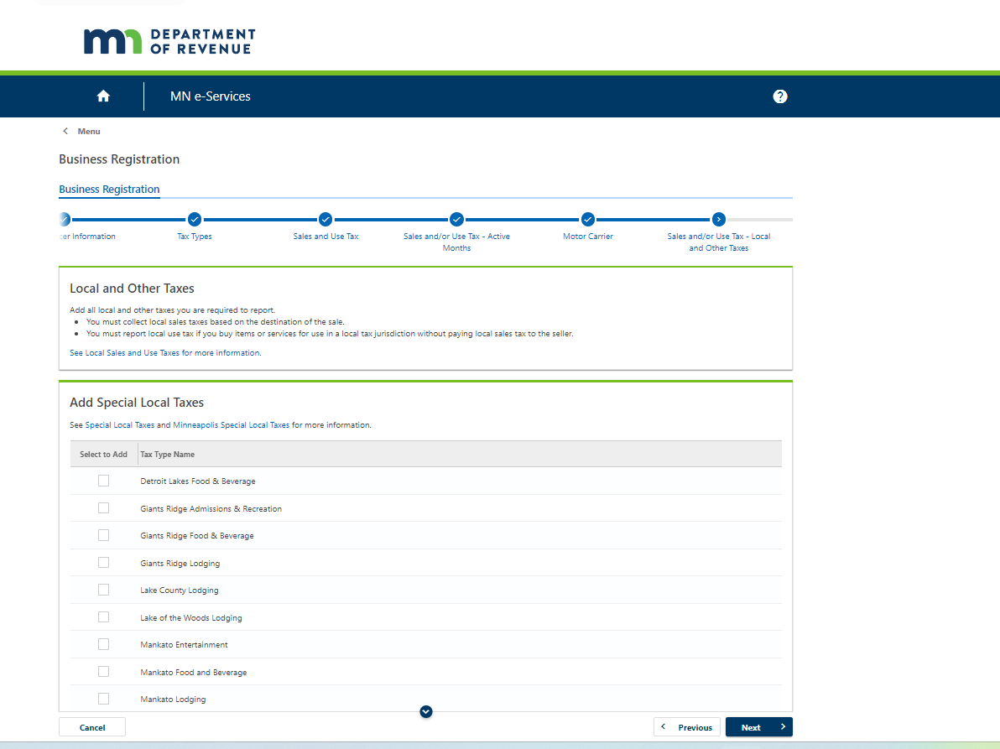 mn DEPARTMENT
OF REVENUE
MN e-Services
?
Menu
Business Registration
Business Registration
er Information
Tax Types
Sales and Use Tax
Sales and/or Use Tax - Active
Months
Motor Carrier
Sales and/or Use Tax - Local
and Other Taxes
Local and Other Taxes
Add all local and other taxes you are required to report.
You must collect local sales taxes based on the destination of the sale.
You must report local use tax if you buy items or services for use in a local tax jurisdiction without paying local sales tax to the seller.
See Local Sales and Use Taxes for more information.
Add Special Local Taxes
See Special Local Taxes and Minneapolis Special Local Taxes for more information.
Select to Add Tax Type Name
Detroit Lakes Food & Beverage
Giants Ridge Admissions & Recreation
Giants Ridge Food & Beverage
Giants Ridge Lodging
Lake County Lodging
Lake of the Woods Lodging
Mankato Entertainment
Mankato Food and Beverage
Mankato Lodging
Cancel
Previous
Next